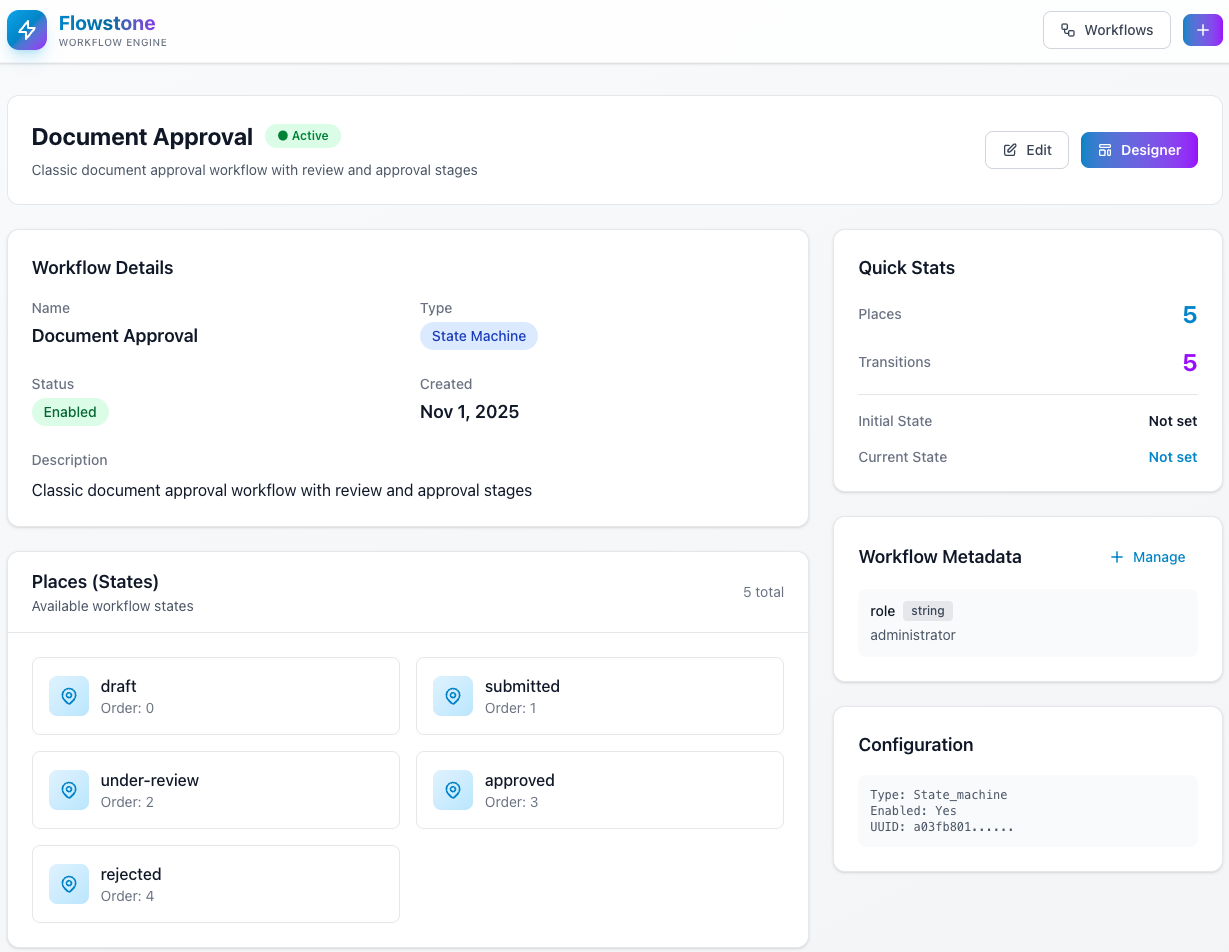 Flowstone
WORKFLOW ENGINE
Workflows
Document Approval
Active
Classic document approval workflow with review and approval stages
Edit
Designer
Workflow Details
Name
Type
Document Approval
State Machine
Status
Created
Enabled
Nov 1, 2025
Description
Classic document approval workflow with review and approval stages
Places (States)
Available workflow states
5 total
draft
Order: 0
submitted
Order: 1
under-review
Order: 2
approved
Order: 3
rejected
Order: 4
Quick Stats
Places 5
Transitions 5
Initial State Not set
Current State Not set
Workflow Metadata
+ Manage
role string
administrator
Configuration
Type: State_machine
Enabled: Yes
UUID: a03fb801......